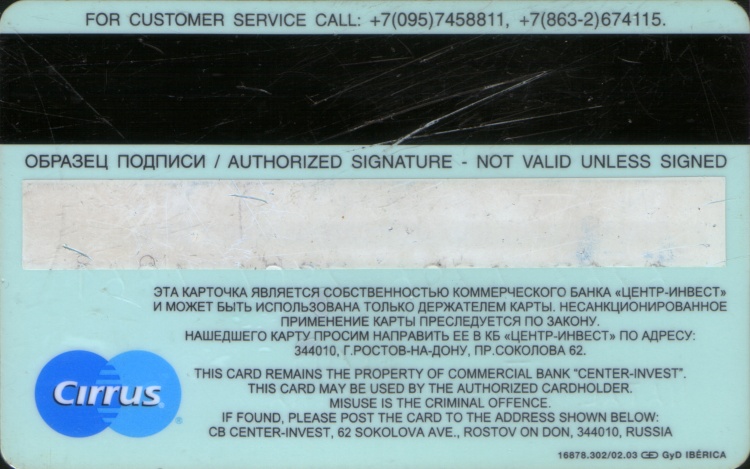 FOR CUSTOMER SERVICE CALL: +7(095)7458811, +7(863-2)674115.
ОБРАЗЕЦ ПОДПИСИ / AUTHORIZED SIGNATURE - NOT VALID UNLESS SIGNED
ЭТА КАРТОЧКА ЯВЛЯЕТСЯ СОБСТВЕННОСТЬЮ КОММЕРЧЕСКОГО БАНКА «ЦЕНТР-ИНВЕСТ»
И МОЖЕТ БЫТЬ ИСПОЛЬЗОВАНА ТОЛЬКО ДЕРЖАТЕЛЕМ КАРТЫ. НЕСАНКЦИОНИРОВАННОЕ
ПРИМЕНЕНИЕ КАРТЫ ПРЕСЛЕДУЕТСЯ ПО ЗАКОНУ.
НАШЕДШЕГО КАРТУ ПРОСИМ НАПРАВИТЬ ЕЕ В КБ «ЦЕНТР-ИНВЕСТ» ПО АДРЕСУ:
344010, Г.РОСТОВ-НА-ДОНУ, ПР.СОКОЛОВА 62.
Cirrus®
THIS CARD REMAINS THE PROPERTY OF COMMERCIAL BANK "CENTER-INVEST".
THIS CARD MAY BE USED BY THE AUTHORIZED CARDHOLDER.
MISUSE IS THE CRIMINAL OFFENCE.
IF FOUND, PLEASE POST THE CARD TO THE ADDRESS SHOWN BELOW:
CB CENTER-INVEST, 62 SOKOLOVA AVE., ROSTOV ON DON, 344010, RUSSIA
16878.302/02.03 GyD IBÉRICA